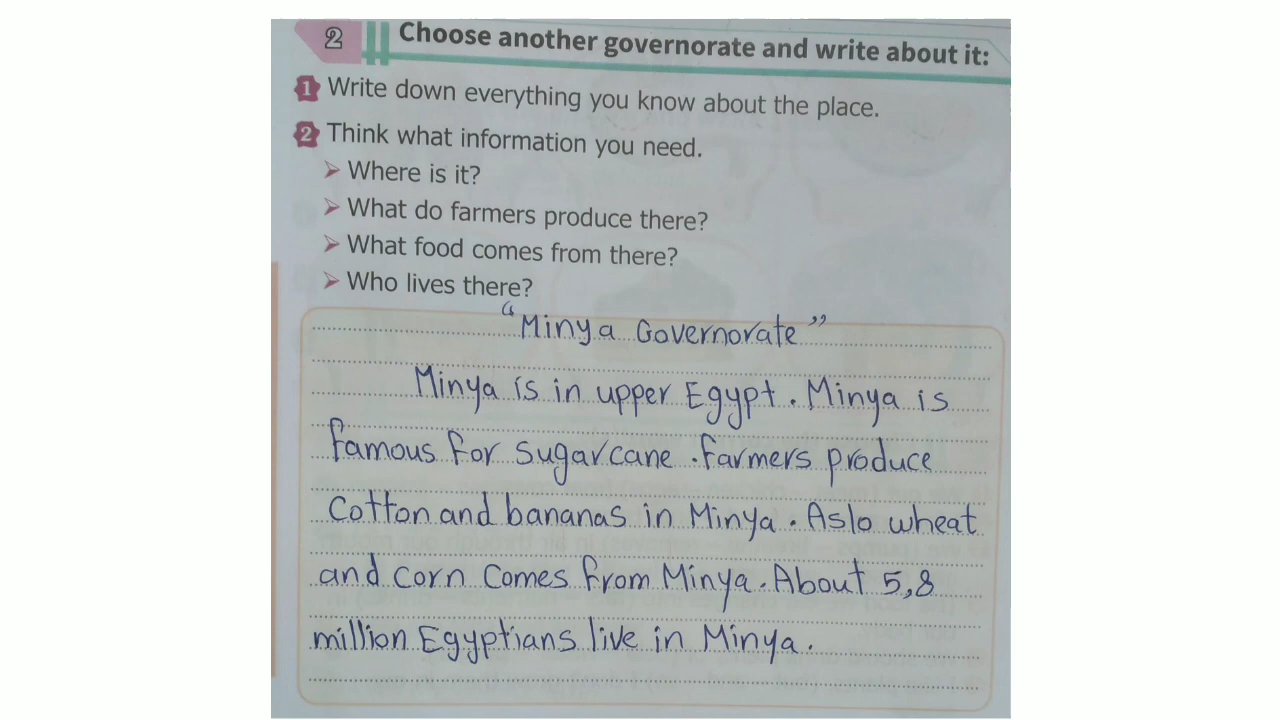 2 Choose another governorate and write about it:
1 Write down everything you know about the place.
2 Think what information you need.
➢ Where is it?
➢ What do farmers produce there?
➢ What food comes from there?
➢ Who lives there?
“Minya Governorate”
Minya is in upper Egypt. Minya is
famous for sugarcane. farmers produce
cotton and bananas in Minya. Aslo wheat
and corn comes from Minya. About 5,8
million Egyptians live in Minya.